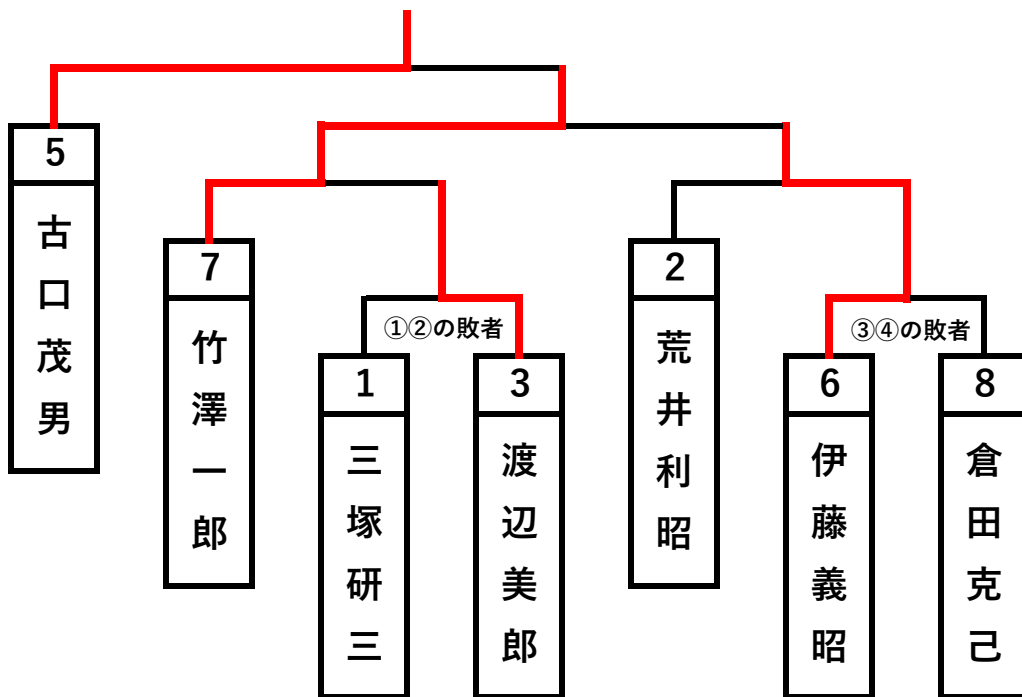 5
古口茂男
7
竹澤一郎
①②の敗者
1
三塚研三
3
渡辺美郎
2
荒井利昭
③④の敗者
6
伊藤義昭
8
倉田克己